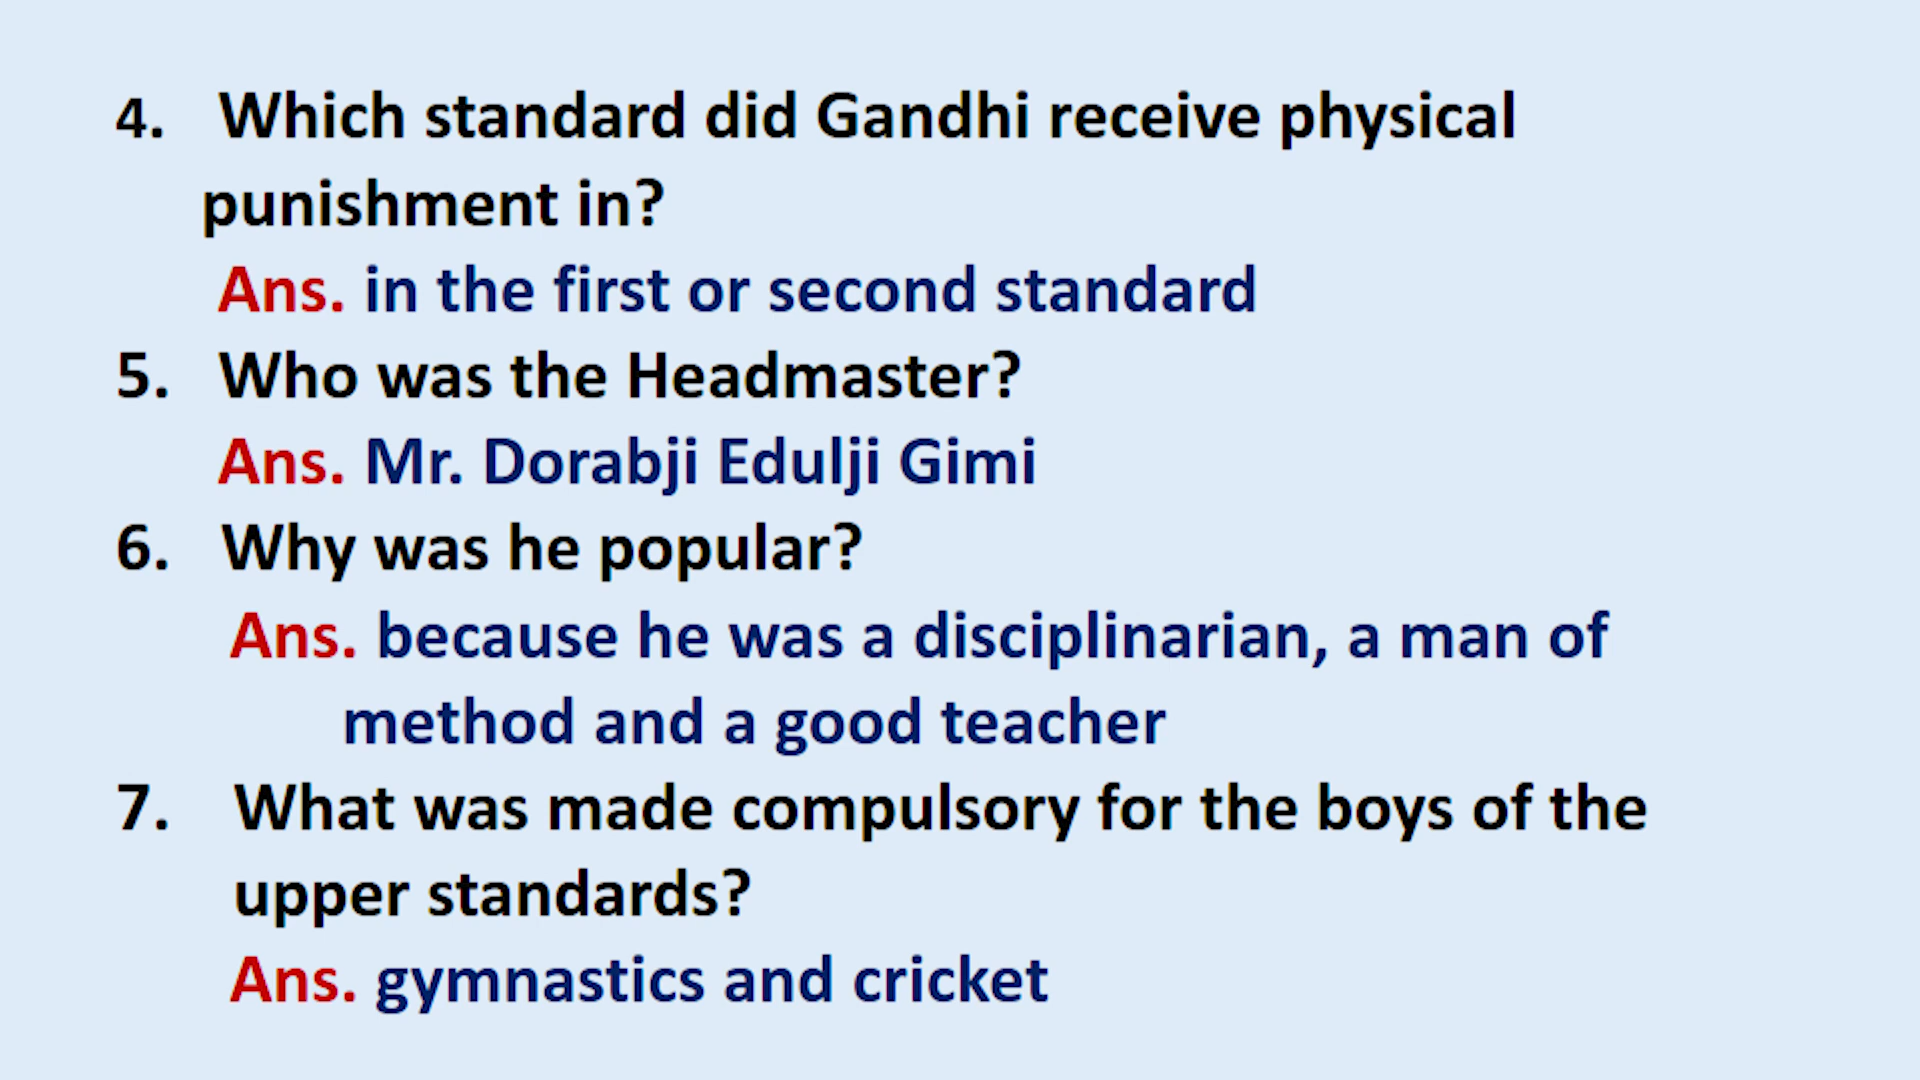 4. Which standard did Gandhi receive physical
punishment in?
Ans. in the first or second standard
5. Who was the Headmaster?
Ans. Mr. Dorabji Edulji Gimi
6. Why was he popular?
Ans. because he was a disciplinarian, a man of
method and a good teacher
7. What was made compulsory for the boys of the
upper standards?
Ans. gymnastics and cricket